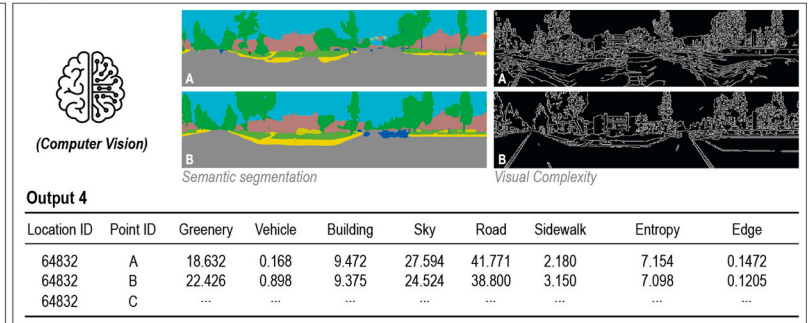 (Computer Vision)
A
A
B
B
Semantic segmentation
Visual Complexity
Output 4
Location ID Point ID Greenery Vehicle Building Sky Road Sidewalk Entropy Edge
64832 A 18.632 0.168 9.472 27.594 41.771 2.180 7.154 0.1472
64832 B 22.426 0.898 9.375 24.524 38.800 3.150 7.098 0.1205
64832 C ... ... ... ... ... ... ... ...